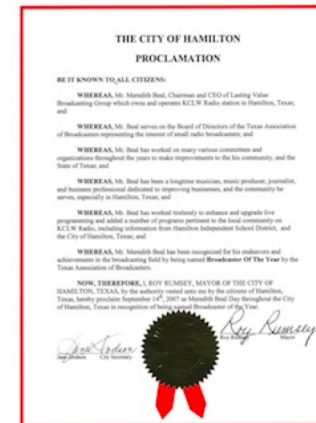 THE CITY OF HAMILTON
PROCLAMATION
BE IT KNOWN TO ALL CITIZENS:
WHEREAS, Mr. Meredith Beal, Chairman and CEO of Lasting Value
Broadcasting Group which owns and operates KCLW Radio station in Hamilton, Texas;
and
WHEREAS, Mr. Beal serves on the Board of Directors of the Texas Association
of Broadcasters representing the interest of small radio broadcasters; and
WHEREAS, Mr. Beal has worked on many various committees and
organizations throughout the years to make improvements to the his community, and the
State of Texas; and
WHEREAS, Mr. Beal has been a longtime musician, music producer, journalist,
and business professional dedicated to improving businesses, and the community he
serves, especially in Hamilton, Texas; and
WHEREAS, Mr. Beal has worked tirelessly to enhance and upgrade live
programming and added a number of programs pertinent to the local community on
KCLW Radio, including information from Hamilton Independent School District, and
the City of Hamilton, Texas; and
WHEREAS, Mr. Meredith Beal has been recognized for his endeavors and
achievements in the broadcasting field by being named Broadcaster Of The Year by the
Texas Association of Broadcasters.
NOW, THEREFORE, I, ROY RUMSEY, MAYOR OF THE CITY OF
HAMILTON, TEXAS, by the authority vested unto me by the citizens of Hamilton,
Texas, hereby proclaim September 14th, 2007 as Meredith Beal Day throughout the City
of Hamilton, Texas in recognition of being named Broadcaster of the Year.
Roy Rumsey
Roy Rumsey Mayor
Jane Dodson
Jane Dodson City Secretary